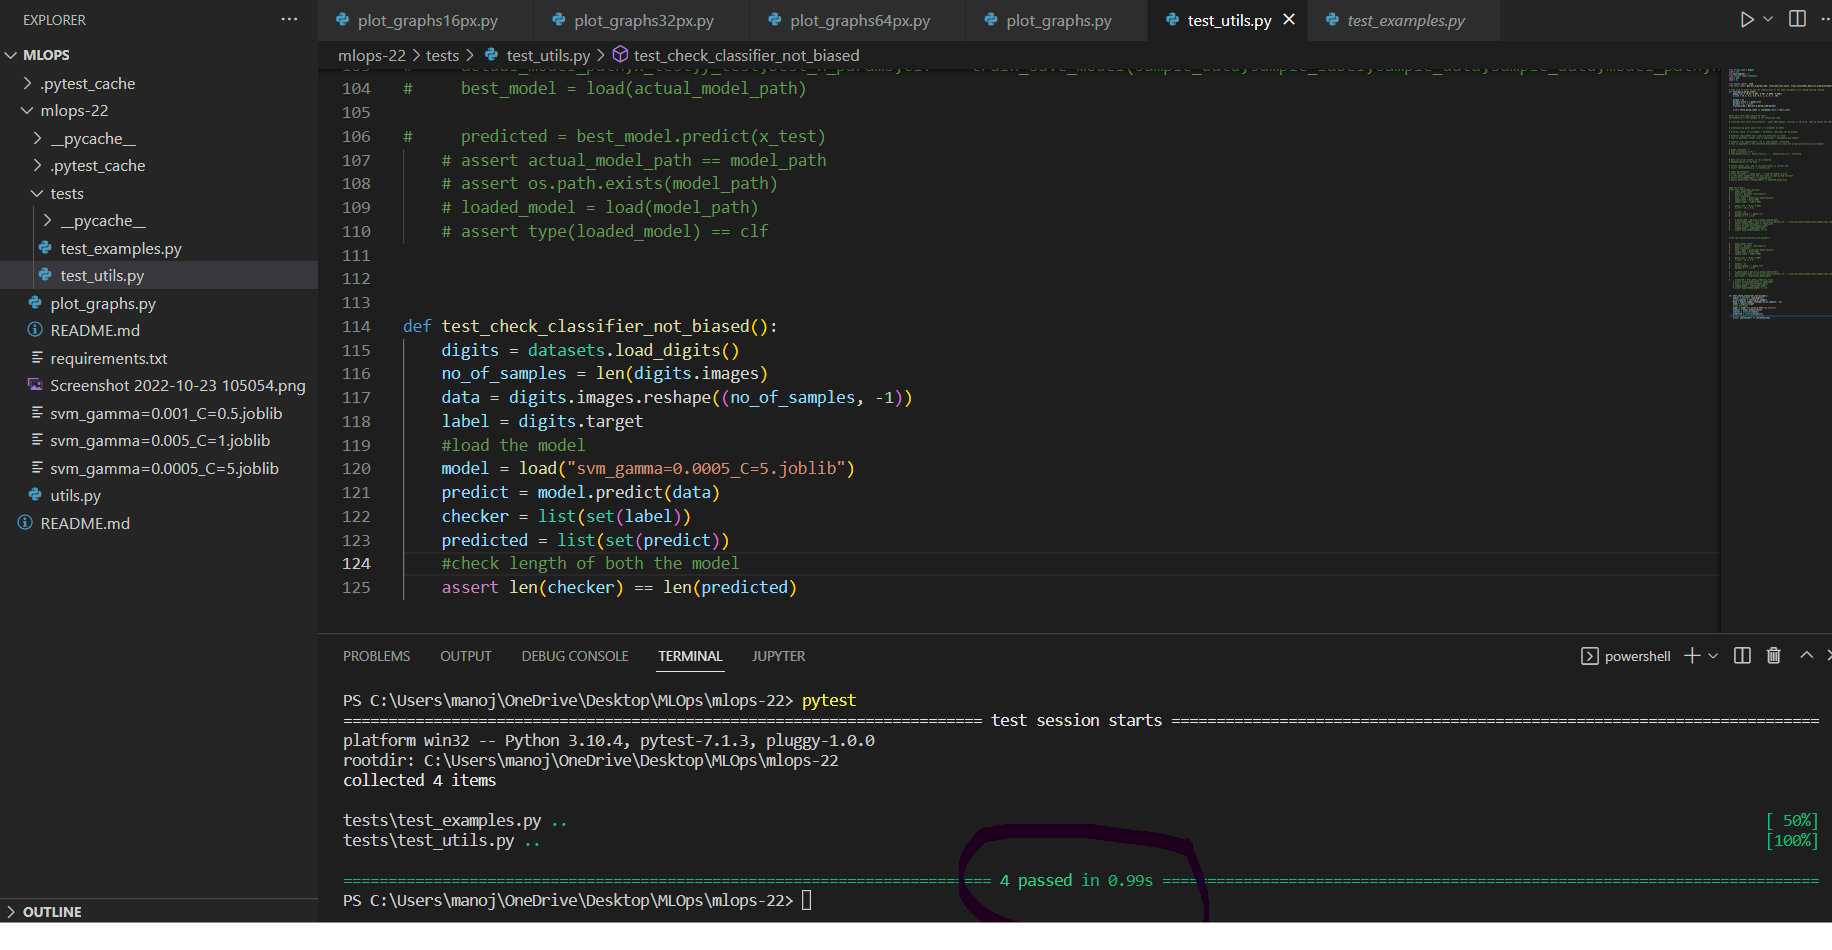 EXPLORER
MLOPS
.pytest_cache
mlops-22
__pycache__
.pytest_cache
tests
__pycache__
test_examples.py
test_utils.py
plot_graphs.py
README.md
requirements.txt
Screenshot 2022-10-23 105054.png
svm_gamma=0.001_C=0.5.joblib
svm_gamma=0.005_C=1.joblib
svm_gamma=0.0005_C=5.joblib
utils.py
README.md
OUTLINE
plot_graphs16px.py plot_graphs32px.py plot_graphs64px.py plot_graphs.py test_utils.py test_examples.py
mlops-22 > tests > test_utils.py > test_check_classifier_not_biased
104 #     best_model = load(actual_model_path)
105
106 #     predicted = best_model.predict(x_test)
107     # assert actual_model_path == model_path
108     # assert os.path.exists(model_path)
109     # loaded_model = load(model_path)
110     # assert type(loaded_model) == clf
111
112
113
114 def test_check_classifier_not_biased():
115     digits = datasets.load_digits()
116     no_of_samples = len(digits.images)
117     data = digits.images.reshape((no_of_samples, -1))
118     label = digits.target
119     #load the model
120     model = load("svm_gamma=0.0005_C=5.joblib")
121     predict = model.predict(data)
122     checker = list(set(label))
123     predicted = list(set(predict))
124     #check length of both the model
125     assert len(checker) == len(predicted)
PROBLEMS OUTPUT DEBUG CONSOLE TERMINAL JUPYTER powershell
PS C:\Users\manoj\OneDrive\Desktop\MLOps\mlops-22> pytest
======================= test session starts =======================
platform win32 -- Python 3.10.4, pytest-7.1.3, pluggy-1.0.0
rootdir: C:\Users\manoj\OneDrive\Desktop\MLOps\mlops-22
collected 4 items
tests\test_examples.py .. [ 50%]
tests\test_utils.py .. [100%]
======================= 4 passed in 0.99s =======================
PS C:\Users\manoj\OneDrive\Desktop\MLOps\mlops-22>